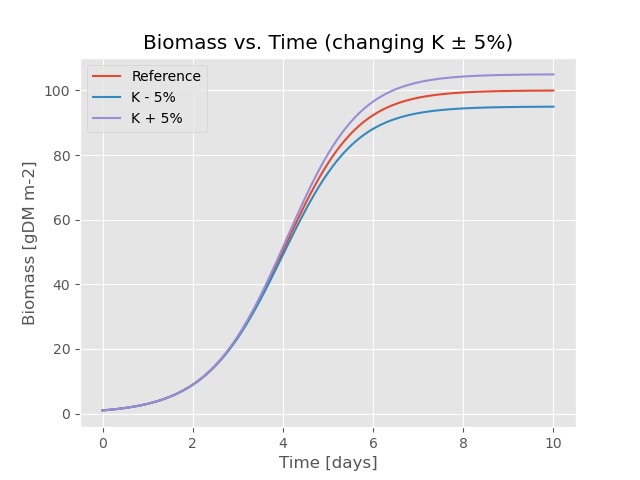 Biomass vs. Time (changing K ± 5%)
Reference
K - 5%
K + 5%
100
80
60
40
20
0
Biomass [gDM m-2]
0 2 4 6 8 10
Time [days]